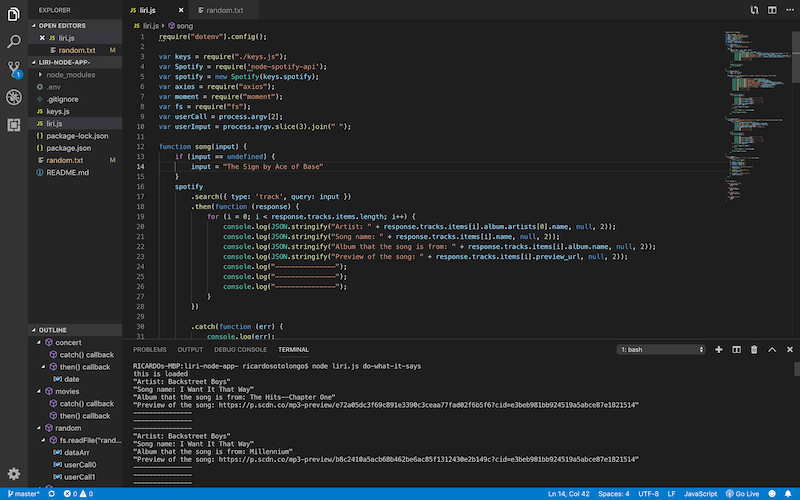 EXPLORER
OPEN EDITORS
liri.js
random.txt M
LIRI-NODE-APP-
node_modules
.env
.gitignore
keys.js
liri.js
package-lock.json
package.json
random.txt M
README.md
OUTLINE
concert
catch() callback
then() callback
date
movies
catch() callback
then() callback
random
fs.readFile("rand...
dataArr
userCall0
userCall1
liri.js
random.txt
liri.js > song
1 require("dotenv").config();
2
3 var keys = require("./keys.js");
4 var Spotify = require('node-spotify-api');
5 var spotify = new Spotify(keys.spotify);
6 var axios = require("axios");
7 var moment = require("moment");
8 var fs = require("fs");
9 var userCall = process.argv[2];
10 var userInput = process.argv.slice(3).join(" ");
11
12 function song(input) {
13 if (input == undefined) {
14 input = "The Sign by Ace of Base"
15 }
16 spotify
17 .search({ type: 'track', query: input })
18 .then(function (response) {
19 for (i = 0; i < response.tracks.items.length; i++) {
20 console.log(JSON.stringify("Artist: " + response.tracks.items[i].album.artists[0].name, null, 2));
21 console.log(JSON.stringify("Song name: " + response.tracks.items[i].name, null, 2));
22 console.log(JSON.stringify("Album that the song is from: " + response.tracks.items[i].album.name, null, 2));
23 console.log(JSON.stringify("Preview of the song: " + response.tracks.items[i].preview_url, null, 2));
24 console.log("---------------");
25 console.log("---------------");
26 console.log("---------------");
27 }
28 })
29
30 .catch(function (err) {
31 console.log(err);
PROBLEMS OUTPUT DEBUG CONSOLE TERMINAL 1: bash
RICARDOs-MBP:liri-node-app- ricardosotolongo$ node liri.js do-what-it-says
this is loaded
"Artist: Backstreet Boys"
"Song name: I Want It That Way"
"Album that the song is from: The Hits--Chapter One"
"Preview of the song: https://p.scdn.co/mp3-preview/e72a05dc3f69c891e3390c3ceaa77fad02f6b5f6?cid=e3beb981bb924519a5abce87e1821514"
---------------
---------------
---------------
"Artist: Backstreet Boys"
"Song name: I Want It That Way"
"Album that the song is from: Millennium"
"Preview of the song: https://p.scdn.co/mp3-preview/b8c2410a5acb68b462be6ac85f1312430e2b149c?cid=e3beb981bb924519a5abce87e1821514"
---------------
---------------
master* 0 0 Ln 14, Col 42 Spaces: 4 UTF-8 LF JavaScript Go Live